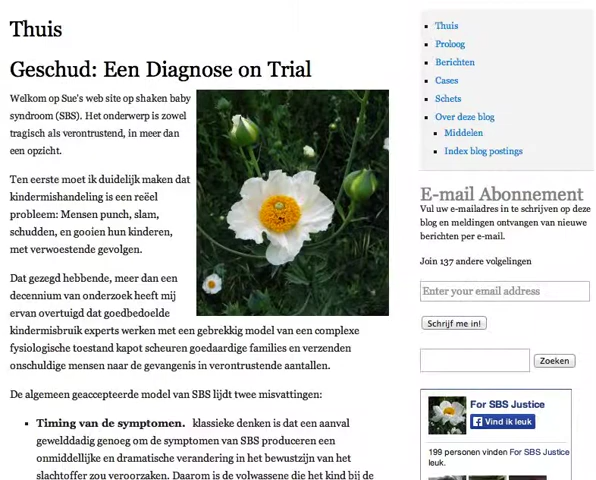 Thuis
Geschud: Een Diagnose on Trial
Welkom op Sue's web site op shaken baby
syndroom (SBS). Het onderwerp is zowel
tragisch als verontrustend, in meer dan
een opzicht.
Ten eerste moet ik duidelijk maken dat
kindermishandeling is een reëel
probleem: Mensen punch, slam,
schudden, en gooien hun kinderen,
met verwoestende gevolgen.
Dat gezegd hebbende, meer dan een
decennium van onderzoek heeft mij
ervan overtuigd dat goedbedoelde
kindermisbruik experts werken met een gebrekkig model van een complexe
fysiologische toestand kapot scheuren goedaardige families en verzenden
onschuldige mensen naar de gevangenis in verontrustende aantallen.
De algemeen geaccepteerde model van SBS lijdt twee misvattingen:
Timing van de symptomen. klassieke denken is dat een aanval
gewelddadig genoeg om de symptomen van SBS produceren een
onmiddellijke en dramatische verandering in het bewustzijn van het
slachtoffer zou veroorzaken. Daarom is de volwassene die het kind bij de
Thuis
Proloog
Berichten
Cases
Schets
Over deze blog
Middelen
Index blog postings
E-mail Abonnement
Vul uw e-mailadres in te schrijven op deze
blog en meldingen ontvangen van nieuwe
berichten per e-mail.
Join 137 andere volgelingen
Enter your email address
Schrijf me in!
Zoeken
For SBS Justice
Vind ik leuk
199 personen vinden For SBS Justice
leuk.